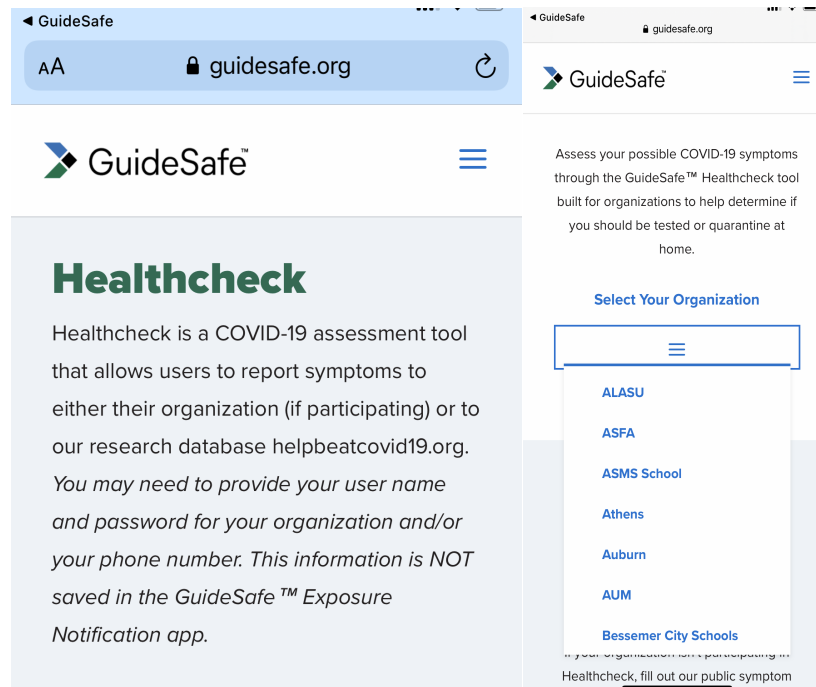 ◀ GuideSafe
AA guidesafe.org
GuideSafe™
Healthcheck
Healthcheck is a COVID-19 assessment tool
that allows users to report symptoms to
either their organization (if participating) or to
our research database helpbeatcovid19.org.
You may need to provide your user name
and password for your organization and/or
your phone number. This information is NOT
saved in the GuideSafe™ Exposure
Notification app.
◀ GuideSafe
guidesafe.org
GuideSafe™
Assess your possible COVID-19 symptoms
through the GuideSafe™ Healthcheck tool
built for organizations to help determine if
you should be tested or quarantine at
home.
Select Your Organization
ALASU
ASFA
ASMS School
Athens
Auburn
AUM
Bessemer City Schools
If your organization isn't participating in
Healthcheck, fill out our public symptom